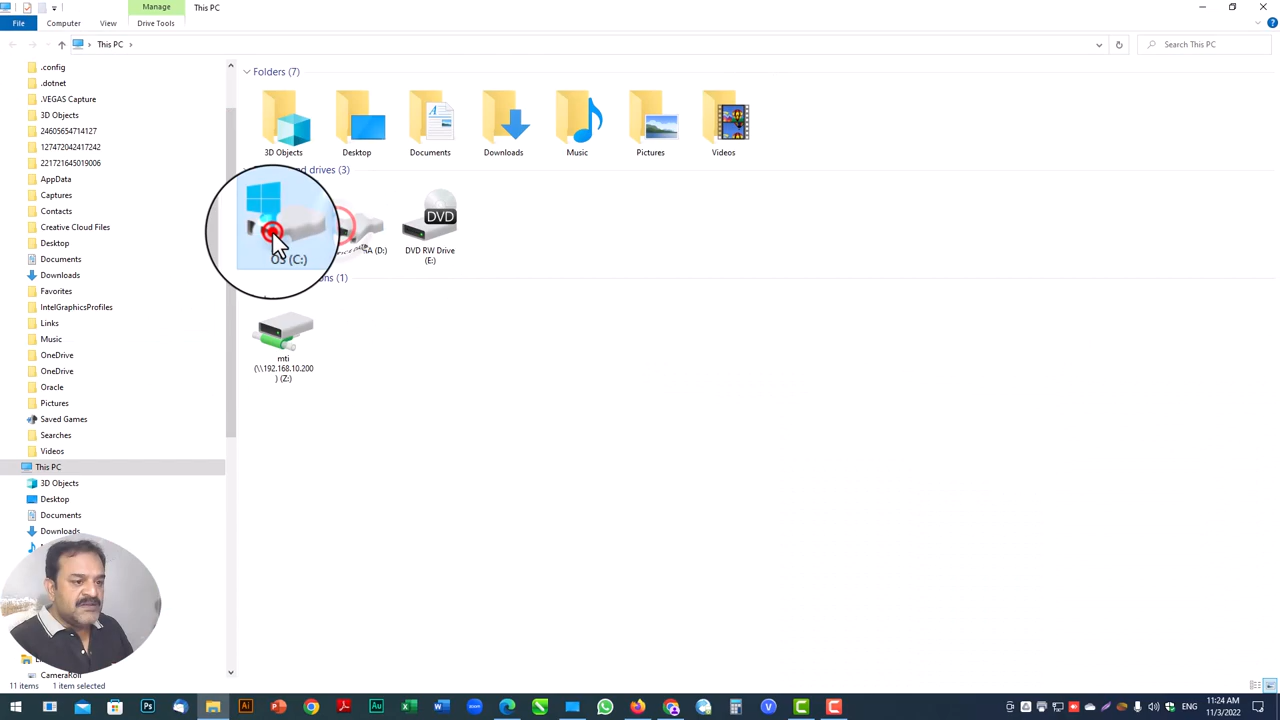 Manage
This PC
File
Computer
View
Drive Tools
This PC
Search This PC
.config
.dotnet
.VEGAS Capture
3D Objects
24605654714127
127472042417242
221721645019006
AppData
Captures
Contacts
Creative Cloud Files
Desktop
Documents
Downloads
Favorites
IntelGraphicsProfiles
Links
Music
OneDrive
OneDrive
Oracle
Pictures
Saved Games
Searches
Videos
This PC
3D Objects
Desktop
Documents
Downloads
CameraRoll
Folders (7)
3D Objects
Desktop
Documents
Downloads
Music
Pictures
Videos
drives (3)
OS (C:)
(D:)
DVD
DVD RW Drive
(E:)
(1)
mti
(\\192.168.10.200
) (Z:)
11 items
1 item selected
11:24 AM
11/3/2022